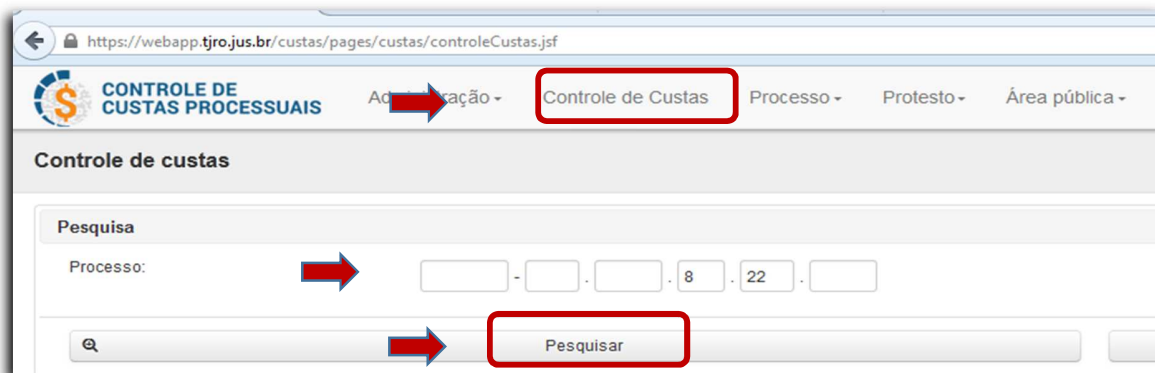 https://webapp.tjro.jus.br/custas/pages/custas/controleCustas.jsf
CONTROLE DE
CUSTAS PROCESSUAIS
Controle de Custas Processo Protesto Área pública
Controle de custas
Pesquisa
Processo: - . . 8 . 22 .
Pesquisar